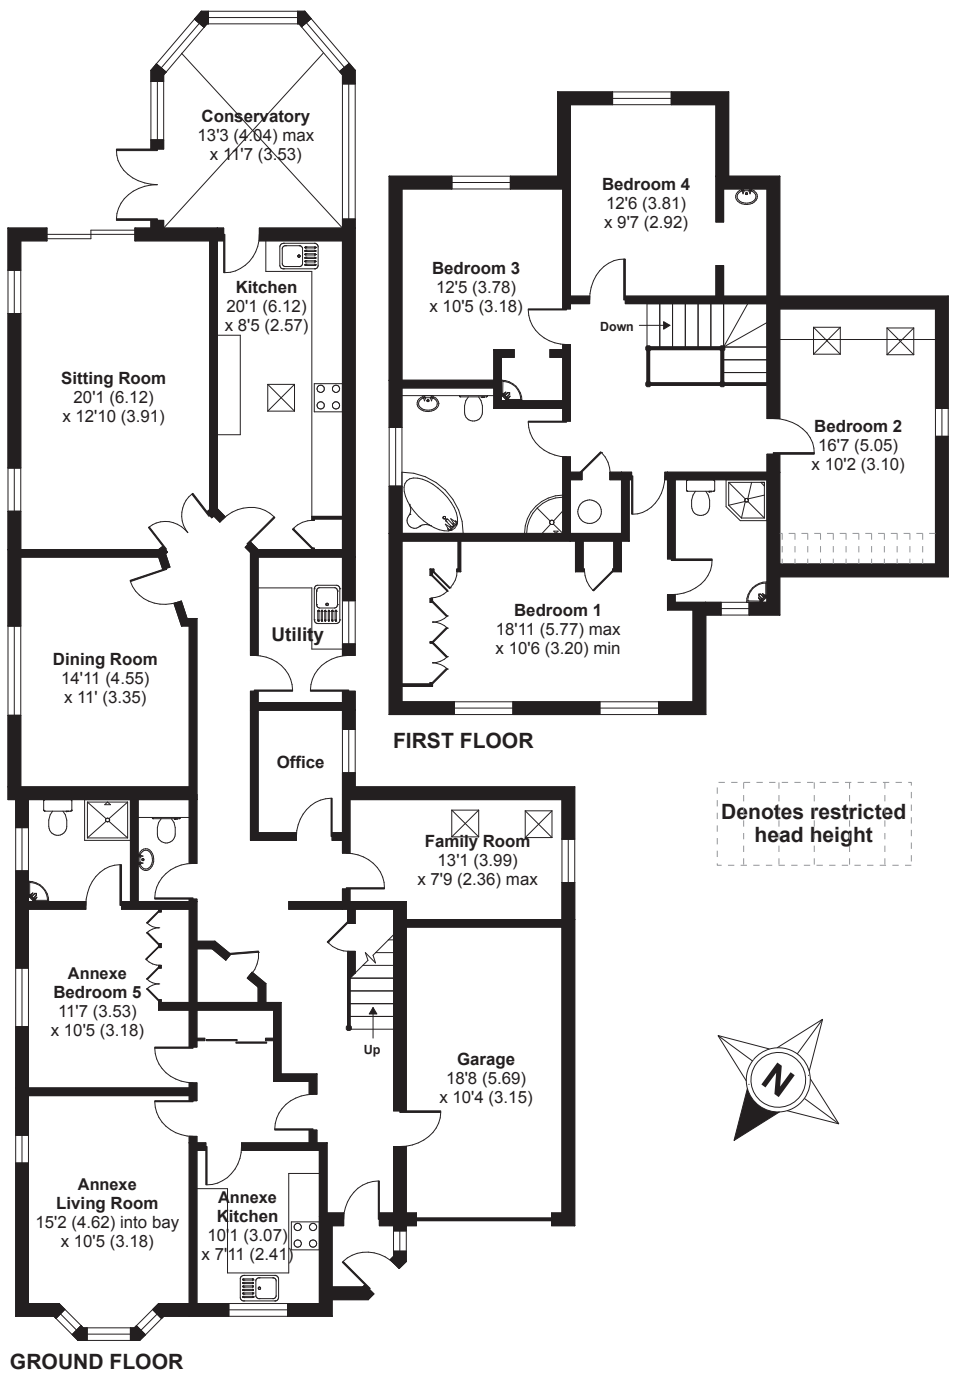 Conservatory
13'3 (4.04) max
x 11'7 (3.53)
Kitchen
20'1 (6.12)
x 8'5 (2.57)
Sitting Room
20'1 (6.12)
x 12'10 (3.91)
Utility
Dining Room
14'11 (4.55)
x 11' (3.35)
Office
Family Room
13'1 (3.99)
x 7'9 (2.36) max
Annexe
Bedroom 5
11'7 (3.53)
x 10'5 (3.18)
Up
Garage
18'8 (5.69)
x 10'4 (3.15)
Annexe
Living Room
15'2 (4.62) into bay
x 10'5 (3.18)
Annexe
Kitchen
10'1 (3.07)
x 7'11 (2.41)
GROUND FLOOR
Bedroom 4
12'6 (3.81)
x 9'7 (2.92)
Bedroom 3
12'5 (3.78)
x 10'5 (3.18)
Down
Bedroom 2
16'7 (5.05)
x 10'2 (3.10)
Bedroom 1
18'11 (5.77) max
x 10'6 (3.20) min
FIRST FLOOR
Denotes restricted
head height
N